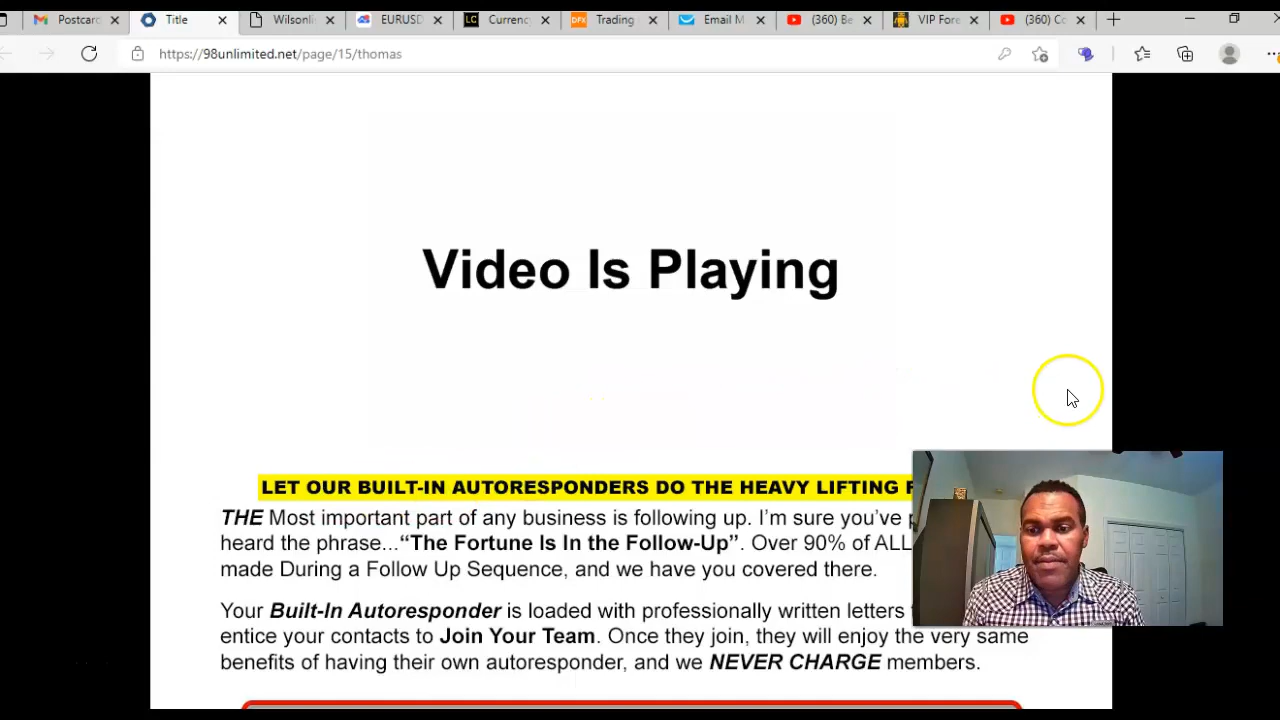 Postcard
Title
Wilsonli
EURUSD
Currenc
Trading
Email M
(360) Be
VIP Fore
(360) Co
https://98unlimited.net/page/15/thomas
Video Is Playing
LET OUR BUILT-IN AUTORESPONDERS DO THE HEAVY LIFTING
THE Most important part of any business is following up. I'm sure you've
heard the phrase...“The Fortune Is In the Follow-Up”. Over 90% of ALL
made During a Follow Up Sequence, and we have you covered there.
Your Built-In Autoresponder is loaded with professionally written letters
entice your contacts to Join Your Team. Once they join, they will enjoy the very same
benefits of having their own autoresponder, and we NEVER CHARGE members.